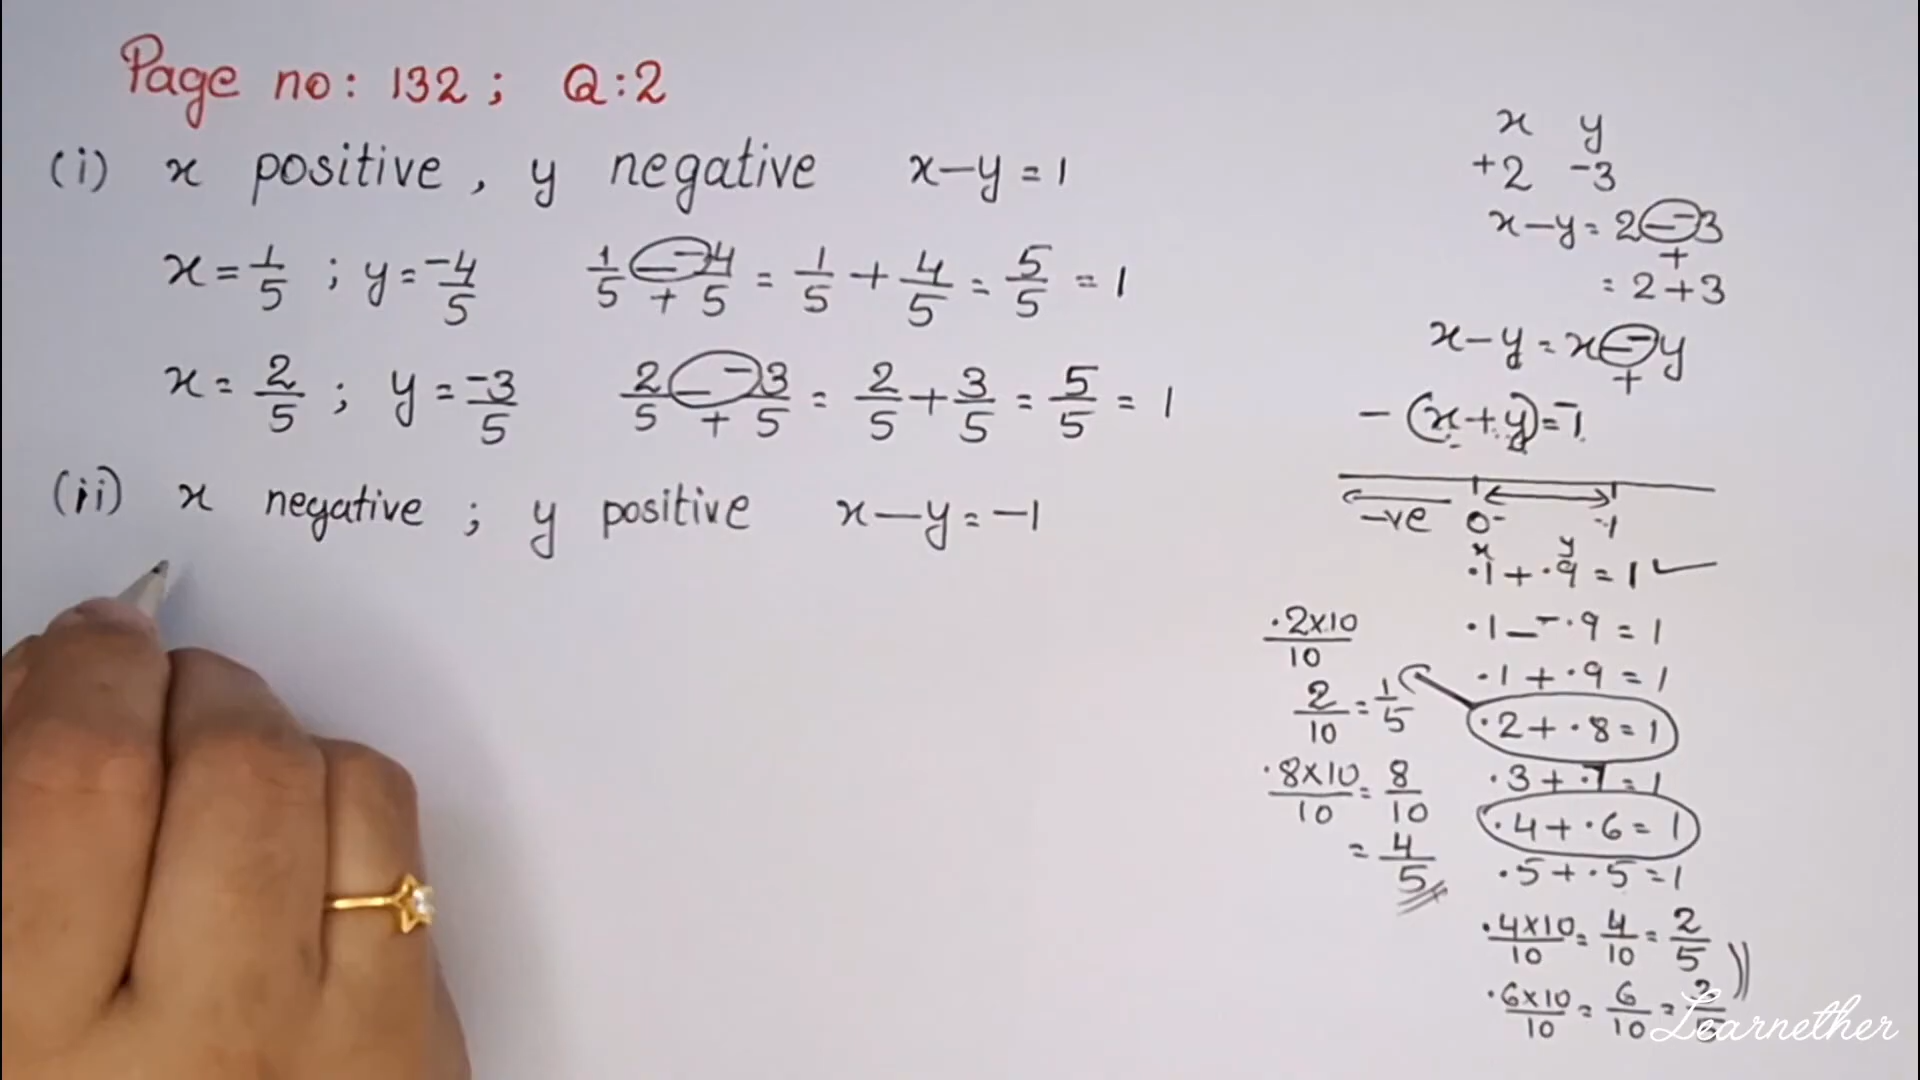 Page no: 132 ; Q:2
(i) x positive, y negative x-y=1
x=1/5 ; y=-4/5 1/5 - -4/5 = 1/5 + 4/5 = 5/5 = 1
+
x=2/5 ; y=-3/5 2/5 - -3/5 = 2/5 + 3/5 = 5/5 = 1
+
(ii) x negative ; y positive x-y=-1
x y
+2 -3
x-y=2--3
+
=2+3
x-y=x--y
+
-(x+y)=-1
-ve 0 -1
x y
.1+.9=1
.1--.9=1
.1+.9=1
.2+.8=1
.3+.7=1
.4+.6=1
.5+.5=1
.4×10/10=4/10=2/5
.6×10/10=6/10=
.2×10/10
2/10=1/5
.8×10/10=8/10
=4/5
Learnether